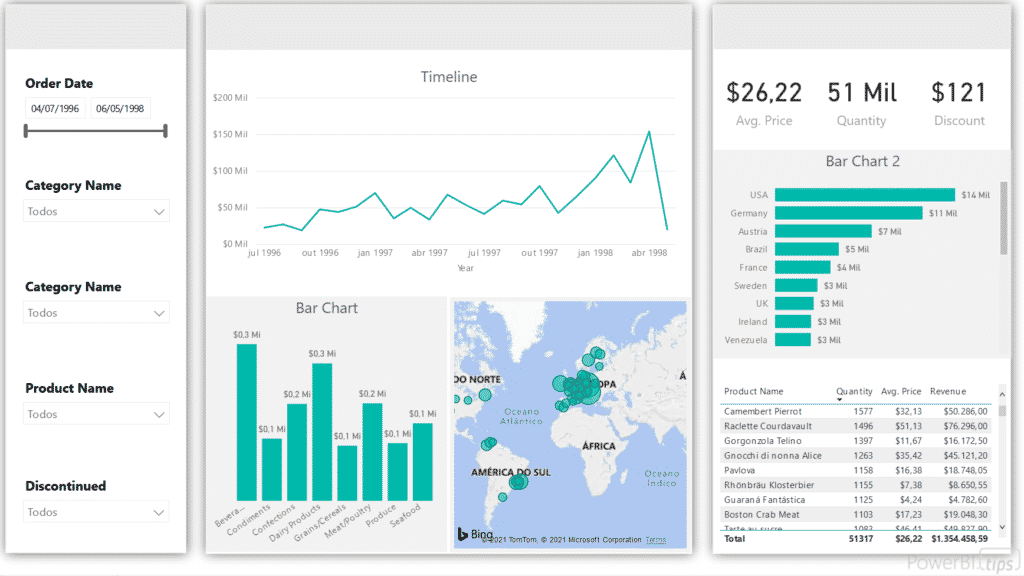 Order Date
04/07/1996 06/05/1998
Category Name
Todos
Category Name
Todos
Product Name
Todos
Discontinued
Todos
Timeline
$200 Mil
$150 Mil
$100 Mil
$50 Mil
$0 Mil
jul 1996 out 1996 jan 1997 abr 1997 jul 1997 out 1997 jan 1998 abr 1998
Year
Bar Chart
$0,3 Mi
$0,1 Mi
$0,2 Mi
$0,3 Mi
$0,1 Mi
$0,2 Mi
$0,1 Mi
$0,1 Mi
Bevera...
Condiments
Confections
Dairy Products
Grains/Cereals
Meat/Poultry
Produce
Seafood
DO NORTE
OPA
Á
Oceano
Atlântico
ÁFRICA
AMÉRICA DO SUL
Oceano
Índico
Bing
© 2021 TomTom, © 2021 Microsoft Corporation Terms
$26,22 51 Mil $121
Avg. Price Quantity Discount
Bar Chart 2
USA $14 Mil
Germany $11 Mil
Austria $7 Mil
Brazil $5 Mil
France $4 Mil
Sweden $3 Mil
UK $3 Mil
Ireland $3 Mil
Venezuela $3 Mil
Product Name Quantity Avg. Price Revenue
Camembert Pierrot 1577 $32,13 $50.286,00
Raclette Courdavault 1496 $51,13 $76.296,00
Gorgonzola Telino 1397 $11,67 $16.172,50
Gnocchi di nonna Alice 1263 $35,42 $45.121,20
Pavlova 1158 $16,38 $18.748,05
Rhönbräu Klosterbier 1155 $7,38 $8.650,55
Guaraná Fantástica 1125 $4,24 $4.782,60
Boston Crab Meat 1103 $17,23 $19.048,30
Tarte au sucre 1083 $46,41 $49.827,90
Total 51317 $26,22 $1.354.458,59
PowerBI.tips